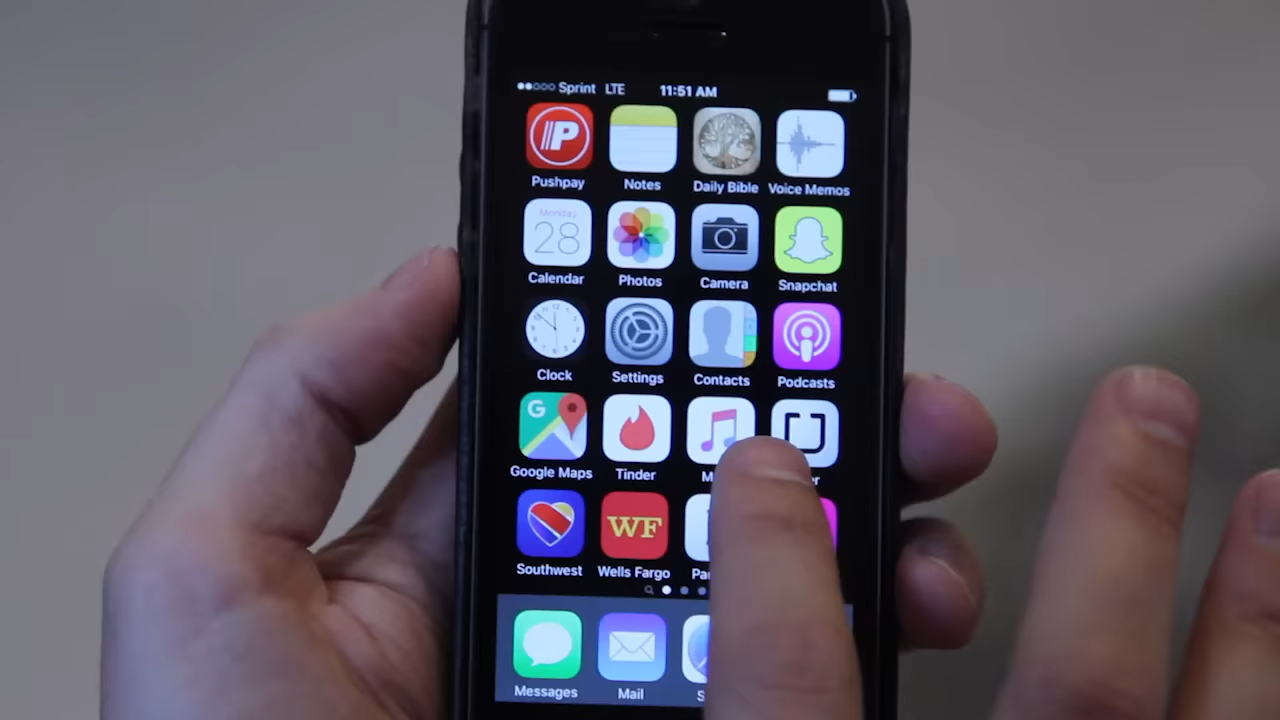 Sprint LTE 11:51 AM
P
Pushpay Notes Daily Bible Voice Memos
Monday
28
Calendar Photos Camera Snapchat
Clock Settings Contacts Podcasts
G
Google Maps Tinder
WF
Southwest Wells Fargo
Messages Mail